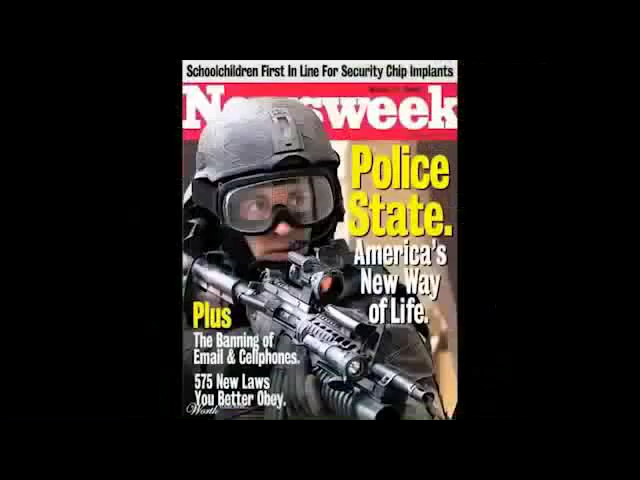 Schoolchildren First In Line For Security Chip Implants
Newsweek
Police
State.
America's
New Way
of Life.
Plus
The Banning of
Email & Cellphones.
575 New Laws
You Better Obey.
Worth